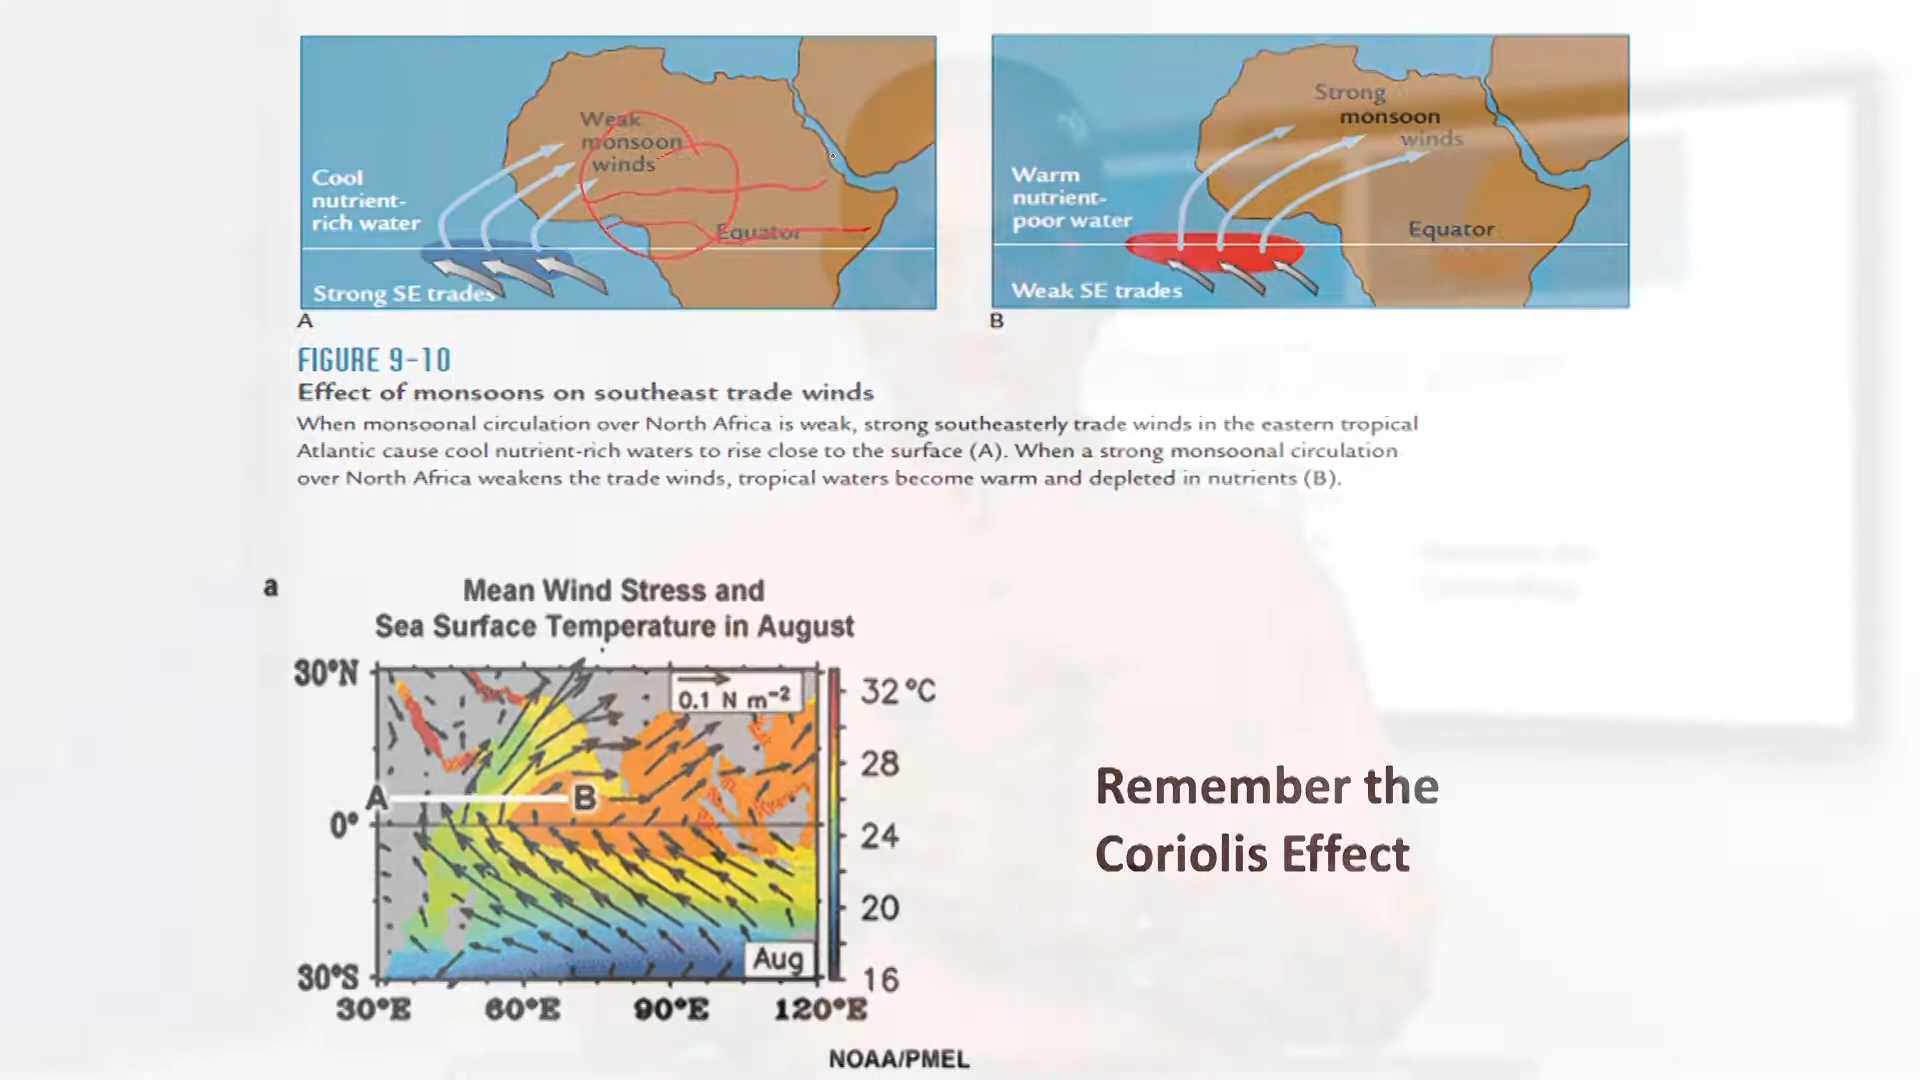 Weak
monsoon
winds
Cool
nutrient-
rich water
Equator
Strong SE trades
A
Strong
monsoon
winds
Warm
nutrient-
poor water
Equator
Weak SE trades
B
FIGURE 9-10
Effect of monsoons on southeast trade winds
When monsoonal circulation over North Africa is weak, strong southeasterly trade winds in the eastern tropical
Atlantic cause cool nutrient-rich waters to rise close to the surface (A). When a strong monsoonal circulation
over North Africa weakens the trade winds, tropical waters become warm and depleted in nutrients (B).
a
Mean Wind Stress and
Sea Surface Temperature in August
30°N
0.1 N m⁻²
32 °C
28
A
B
0°
24
20
Aug
30°S
16
30°E 60°E 90°E 120°E
NOAA/PMEL
Remember the
Coriolis Effect